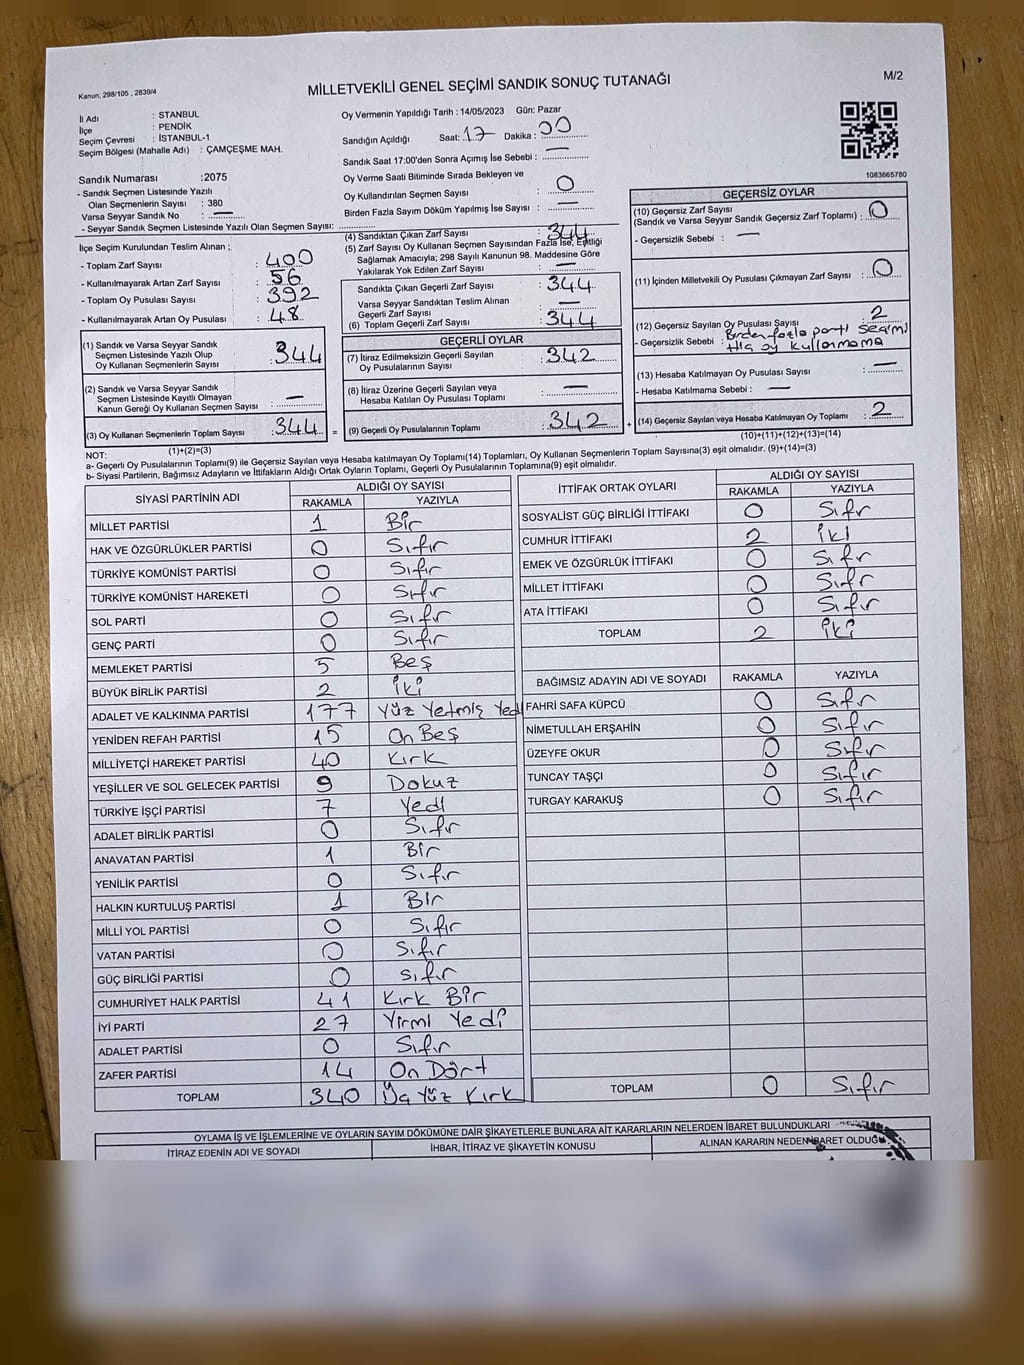 Kanun; 298/105 , 2839/4
MİLLETVEKİLİ GENEL SEÇİMİ SANDIK SONUÇ TUTANAĞI
M/2
İl Adı : STANBUL
İlçe : PENDİK
Seçim Çevresi : İSTANBUL-1
Seçim Bölgesi (Mahalle Adı) : ÇAMÇEŞME MAH.
Sandık Numarası :2075
- Sandık Seçmen Listesinde Yazılı
Olan Seçmenlerin Sayısı : 380
Varsa Seyyar Sandık No : —
- Seyyar Sandık Seçmen Listesinde Yazılı Olan Seçmen Sayısı:
Oy Vermenin Yapıldığı Tarih : 14/05/2023 Gün: Pazar
Sandığın Açıldığı Saat: 17 Dakika : 00
Sandık Saat 17:00'den Sonra Açımış İse Sebebi : —
Oy Verme Saati Bitiminde Sırada Bekleyen ve
Oy Kullandırılan Seçmen Sayısı : 0
Birden Fazla Sayım Döküm Yapılmış İse Sayısı : —
1083665780
İlçe Seçim Kurulundan Teslim Alınan ;
- Toplam Zarf Sayısı : 400
- Kullanılmayarak Artan Zarf Sayısı : 56
- Toplam Oy Pusulası Sayısı : 392
- Kullanılmayarak Artan Oy Pusulası : 48
(4) Sandıktan Çıkan Zarf Sayısı : 344
(5) Zarf Sayısı Oy Kullanan Seçmen Sayısından Fazla İse, Eşitliği
Sağlamak Amacıyla; 298 Sayılı Kanunun 98. Maddesine Göre
Yakılarak Yok Edilen Zarf Sayısı : —
Sandıkta Çıkan Geçerli Zarf Sayısı : 344
Varsa Seyyar Sandıktan Teslim Alınan
Geçerli Zarf Sayısı : —
(6) Toplam Geçerli Zarf Sayısı : 344
GEÇERSİZ OYLAR
(10) Geçersiz Zarf Sayısı
(Sandık ve Varsa Seyyar Sandık Geçersiz Zarf Toplamı) : 0
- Geçersizlik Sebebi : —
(11) İçinden Milletvekili Oy Pusulası Çıkmayan Zarf Sayısı : 0
(12) Geçersiz Sayılan Oy Pusulası Sayısı : 2
- Geçersizlik Sebebi : Birden fazla parti seçimi
Hiç oy kullanmama
(13) Hesaba Katılmayan Oy Pusulası Sayısı : —
- Hesaba Katılmama Sebebi : —
(14) Geçersiz Sayılan veya Hesaba Katılmayan Oy Toplamı : 2
(10)+(11)+(12)+(13)=(14)
(1) Sandık ve Varsa Seyyar Sandık
Seçmen Listesinde Yazılı Olup
Oy Kullanan Seçmenlerin Sayısı : 344
(2) Sandık ve Varsa Seyyar Sandık
Seçmen Listesinde Kayıtlı Olmayan
Kanun Gereği Oy Kullanan Seçmen Sayısı : —
(3) Oy Kullanan Seçmenlerin Toplam Sayısı : 344 =
(1)+(2)=(3)
GEÇERLİ OYLAR
(7) İtiraz Edilmeksizin Geçerli Sayılan
Oy Pusulalarının Sayısı : 342
(8) İtiraz Üzerine Geçerli Sayılan veya
Hesaba Katılan Oy Pusulası Toplamı : —
(9) Geçerli Oy Pusulalarının Toplamı : 342 +
NOT:
a- Geçerli Oy Pusulalarının Toplamı(9) ile Geçersiz Sayılan veya Hesaba katılmayan Oy Toplamı(14) Toplamları, Oy Kullanan Seçmenlerin Toplam Sayısına(3) eşit olmalıdır. (9)+(14)=(3)
b- Siyasi Partilerin, Bağımsız Adayların ve İttifakların Aldığı Ortak Oyların Toplamı, Geçerli Oy Pusulalarının Toplamına(9) eşit olmalıdır.
SİYASİ PARTİNİN ADI ALDIĞI OY SAYISI
RAKAMLA YAZIYLA
MİLLET PARTİSİ 1 Bir
HAK VE ÖZGÜRLÜKLER PARTİSİ 0 Sıfır
TÜRKİYE KOMÜNİST PARTİSİ 0 Sıfır
TÜRKİYE KOMÜNİST HAREKETİ 0 Sıfır
SOL PARTİ 0 Sıfır
GENÇ PARTİ 0 Sıfır
MEMLEKET PARTİSİ 5 Beş
BÜYÜK BİRLİK PARTİSİ 2 İki
ADALET VE KALKINMA PARTİSİ 177 Yüz Yetmiş Yedi
YENİDEN REFAH PARTİSİ 15 On Beş
MİLLİYETÇİ HAREKET PARTİSİ 40 Kırk
YEŞİLLER VE SOL GELECEK PARTİSİ 9 Dokuz
TÜRKİYE İŞÇİ PARTİSİ 7 Yedi
ADALET BİRLİK PARTİSİ 0 Sıfır
ANAVATAN PARTİSİ 1 Bir
YENİLİK PARTİSİ 0 Sıfır
HALKIN KURTULUŞ PARTİSİ 1 Bir
MİLLİ YOL PARTİSİ 0 Sıfır
VATAN PARTİSİ 0 Sıfır
GÜÇ BİRLİĞİ PARTİSİ 0 Sıfır
CUMHURİYET HALK PARTİSİ 41 Kırk Bir
İYİ PARTİ 27 Yirmi Yedi
ADALET PARTİSİ 0 Sıfır
ZAFER PARTİSİ 14 On Dört
TOPLAM 340 Üç Yüz Kırk
İTTİFAK ORTAK OYLARI ALDIĞI OY SAYISI
RAKAMLA YAZIYLA
SOSYALİST GÜÇ BİRLİĞİ İTTİFAKI 0 Sıfır
CUMHUR İTTİFAKI 2 İki
EMEK VE ÖZGÜRLÜK İTTİFAKI 0 Sıfır
MİLLET İTTİFAKI 0 Sıfır
ATA İTTİFAKI 0 Sıfır
TOPLAM 2 İki
BAĞIMSIZ ADAYIN ADI VE SOYADI RAKAMLA YAZIYLA
FAHRİ SAFA KÜPCÜ 0 Sıfır
NİMETULLAH ERŞAHİN 0 Sıfır
ÜZEYFE OKUR 0 Sıfır
TUNCAY TAŞÇI 0 Sıfır
TURGAY KARAKUŞ 0 Sıfır
TOPLAM 0 Sıfır
OYLAMA İŞ VE İŞLEMLERİNE VE OYLARIN SAYIM DÖKÜMÜNE DAİR ŞİKAYETLERLE BUNLARA AİT KARARLARIN NELERDEN İBARET BULUNDUKLARI
İTİRAZ EDENİN ADI VE SOYADI İHBAR, İTİRAZ VE ŞİKAYETİN KONUSU ALINAN KARARIN NEDEN İBARET OLDUĞU